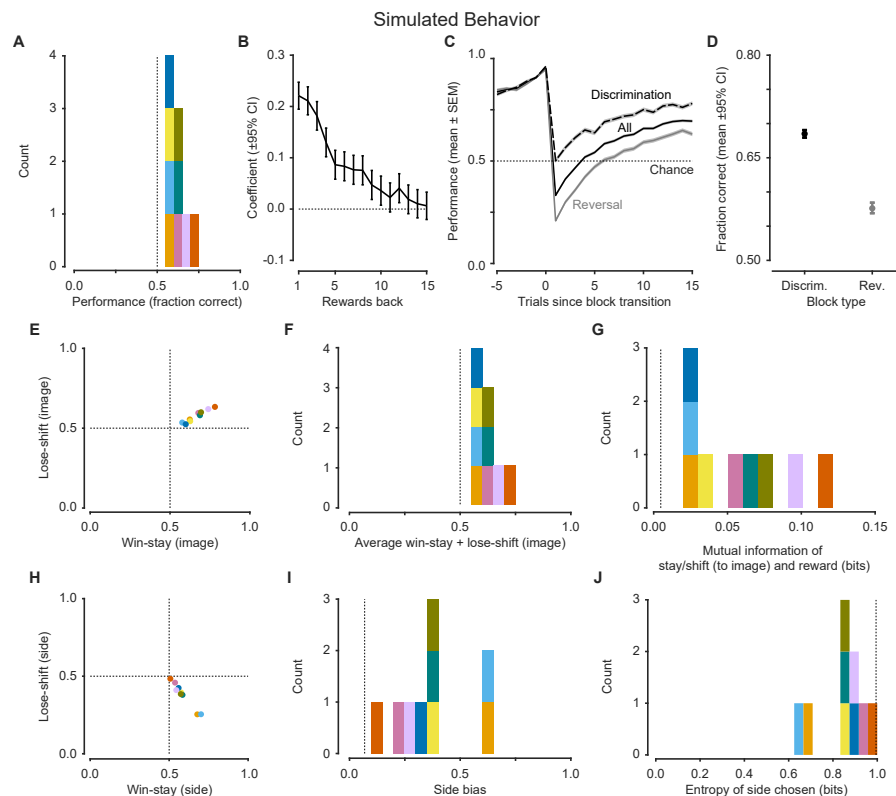 Simulated Behavior
A
4
3
2
1
0
Count
0.0
0.5
1.0
Performance (fraction correct)
B
0.3
0.2
0.1
0.0
-0.1
Coefficient (±95% CI)
1
5
10
15
Rewards back
C
1.0
0.5
0.0
Performance (mean ± SEM)
Discrimination
All
Chance
Reversal
-5
0
5
10
15
Trials since block transition
D
0.80
0.65
0.50
Fraction correct (mean ±95% CI)
Discrim.
Rev.
Block type
E
1.0
0.5
0.0
Lose-shift (image)
0.0
0.5
1.0
Win-stay (image)
F
4
3
2
1
0
Count
0.0
0.5
1.0
Average win-stay + lose-shift (image)
G
3
2
1
0
Count
0.00
0.05
0.10
0.15
Mutual information of
stay/shift (to image) and reward (bits)
H
1.0
0.5
0.0
Lose-shift (side)
0.0
0.5
1.0
Win-stay (side)
I
3
2
1
0
Count
0.0
0.5
1.0
Side bias
J
3
2
1
0
Count
0.0
0.2
0.4
0.6
0.8
1.0
Entropy of side chosen (bits)